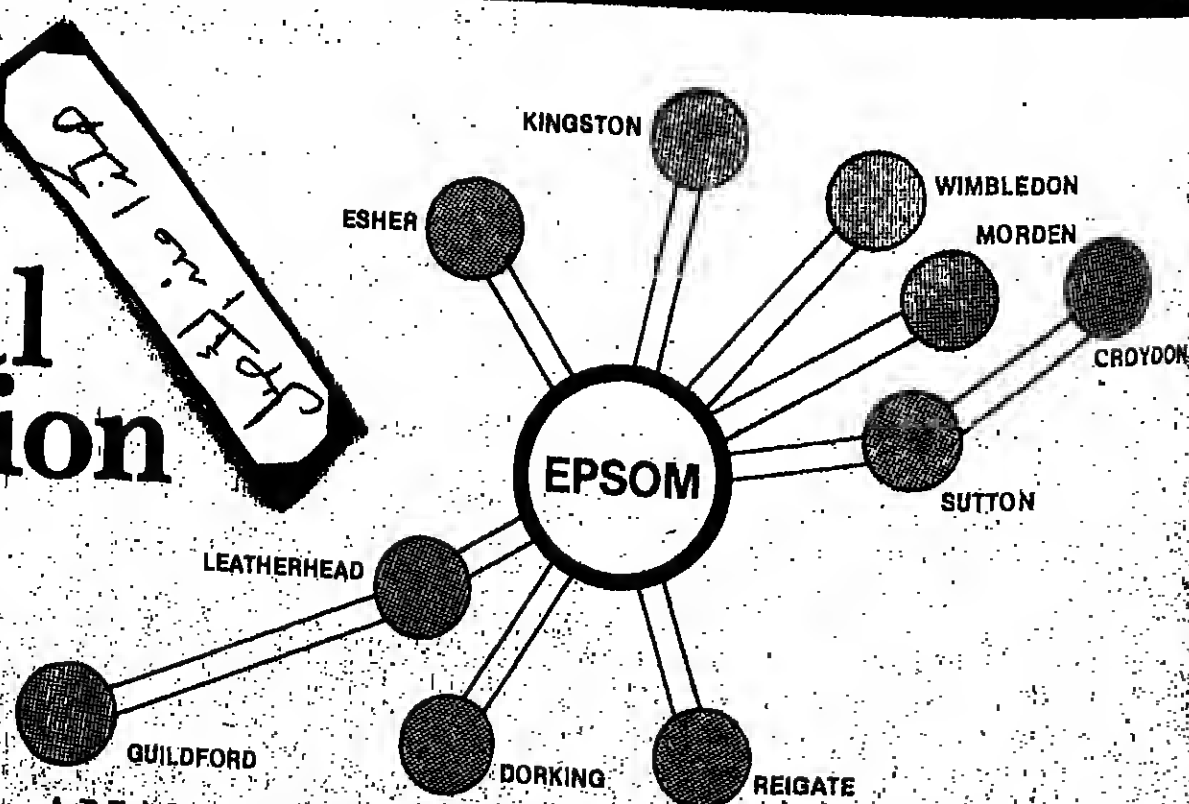 KINGSTON
WIMBLEDON
ESHER
MORDEN
CROYDON
EPSOM
SUTTON
LEATHERHEAD
GUILDFORD
DORKING
REIGATE